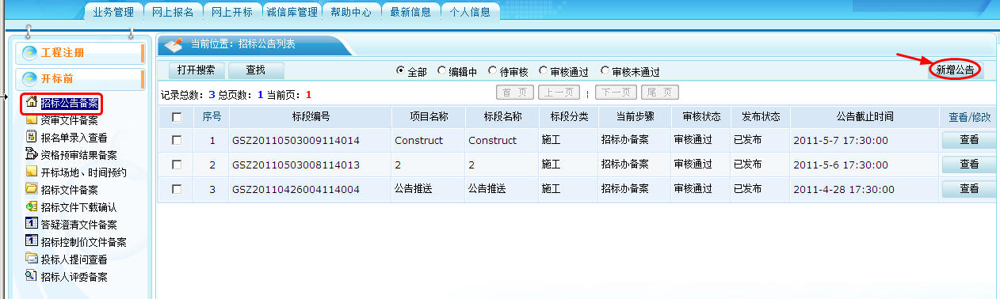 业务管理 网上报名 网上开标 诚信库管理 帮助中心 最新信息 个人信息
工程注册
开标前
招标公告备案
资审文件备案
报名单录入查看
资格预审结果备案
开标场地、时间预约
招标文件备案
招标文件下载确认
答疑澄清文件备案
招标控制价文件备案
投标人提问查看
招标人评委备案
当前位置：招标公告列表
打开搜索 查找 全部 编辑中 待审核 审核通过 审核未通过 新增公告
记录总数：3 总页数：1 当前页：1 首 页 上一页 ¦ 下一页 尾 页
序号 标段编号 项目名称 标段名称 标段分类 当前步骤 审核状态 发布状态 公告截止时间 查看/修改
1 GSZ20110503009114014 Construct Construct 施工 招标办备案 审核通过 已发布 2011-5-7 17:30:00 查看
2 GSZ20110503008114013 2 2 施工 招标办备案 审核通过 已发布 2011-5-6 17:30:00 查看
3 GSZ20110426004114004 公告推送 公告推送 施工 招标办备案 审核通过 已发布 2011-4-28 17:30:00 查看